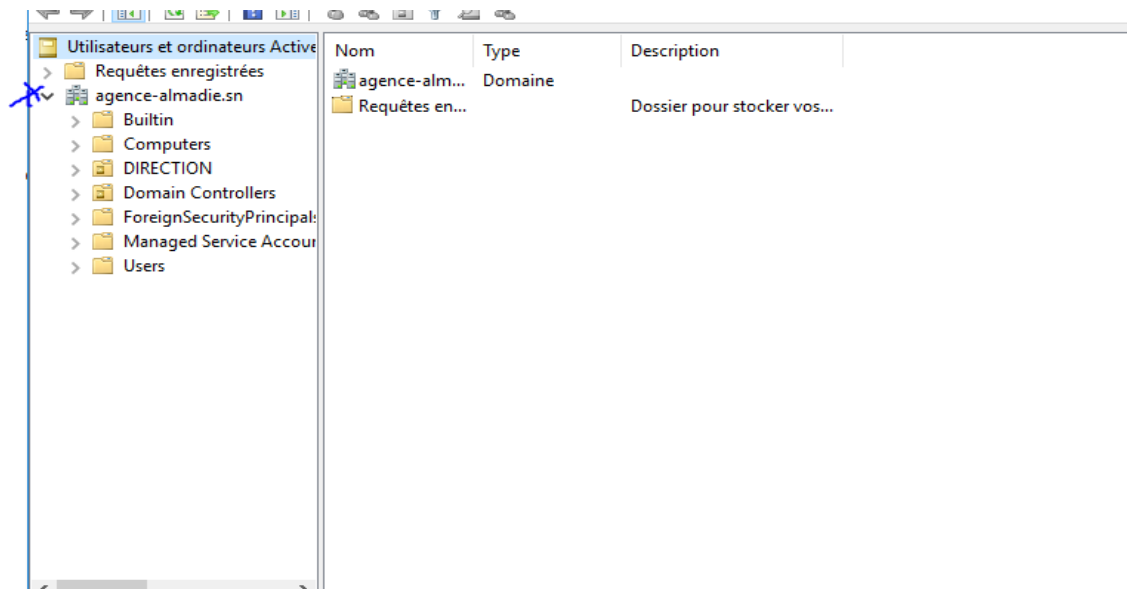 Utilisateurs et ordinateurs Active
Requêtes enregistrées
agence-almadie.sn
Builtin
Computers
DIRECTION
Domain Controllers
ForeignSecurityPrincipals
Managed Service Accour
Users
Nom Type Description
agence-alm... Domaine
Requêtes en... Dossier pour stocker vos...